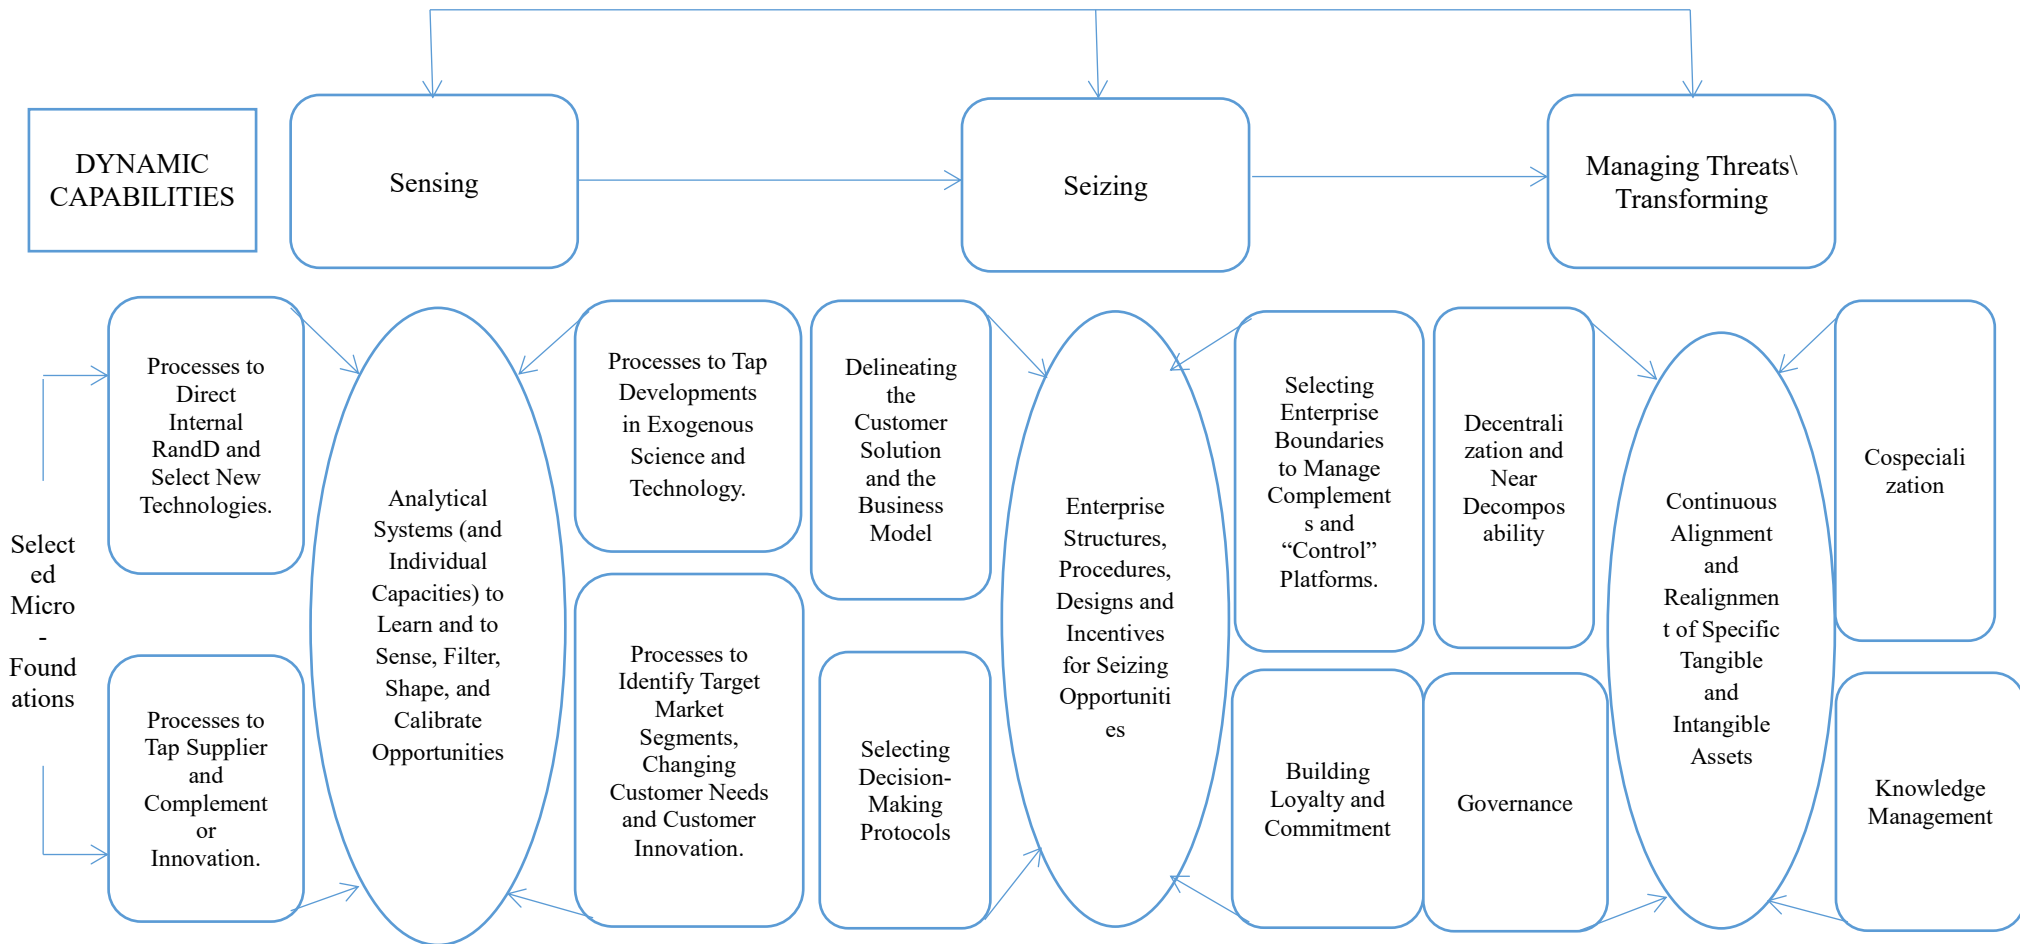 DYNAMIC
CAPABILITIES
Sensing
Seizing
Managing Threats\
Transforming
Select
ed
Micro
-
Found
ations
Processes to
Direct
Internal
RandD and
Select New
Technologies.
Processes to
Tap Supplier
and
Complement
or
Innovation.
Analytical
Systems (and
Individual
Capacities) to
Learn and to
Sense, Filter,
Shape, and
Calibrate
Opportunities
Processes to Tap
Developments
in Exogenous
Science and
Technology.
Processes to
Identify Target
Market
Segments,
Changing
Customer Needs
and Customer
Innovation.
Delineating
the
Customer
Solution
and the
Business
Model
Selecting
Decision-
Making
Protocols
Enterprise
Structures,
Procedures,
Designs and
Incentives
for Seizing
Opportuniti
es
Selecting
Enterprise
Boundaries
to Manage
Complement
s and
“Control”
Platforms.
Building
Loyalty and
Commitment
Decentrali
zation and
Near
Decompos
ability
Governance
Continuous
Alignment
and
Realignmen
t of Specific
Tangible
and
Intangible
Assets
Cospeciali
zation
Knowledge
Management